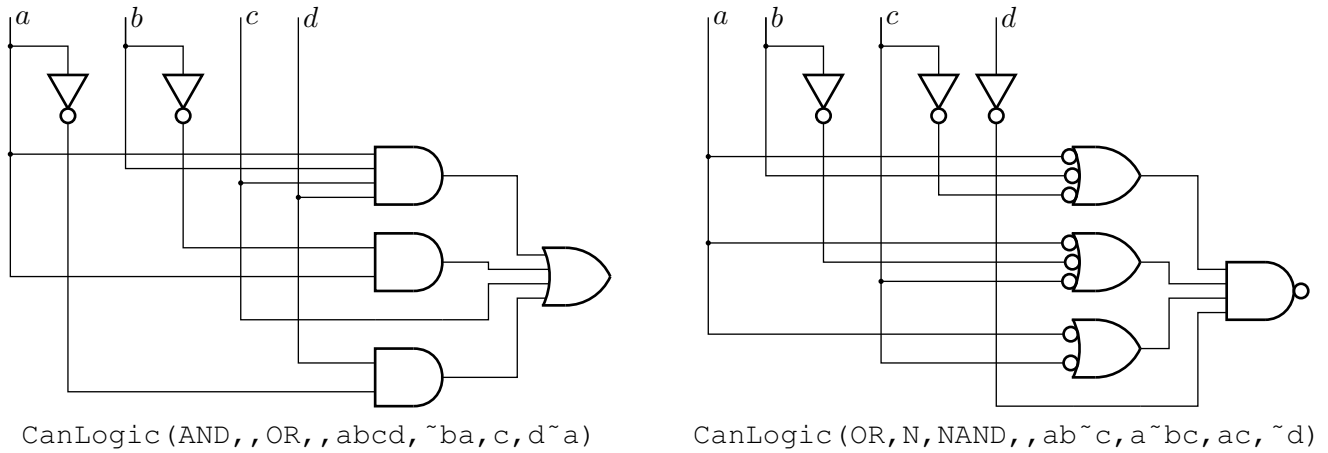 a b c d
a b c d
CanLogic(AND,,OR,,abcd,~ba,c,d~a)
CanLogic(OR,N,NAND,,ab~c,a~bc,ac,~d)